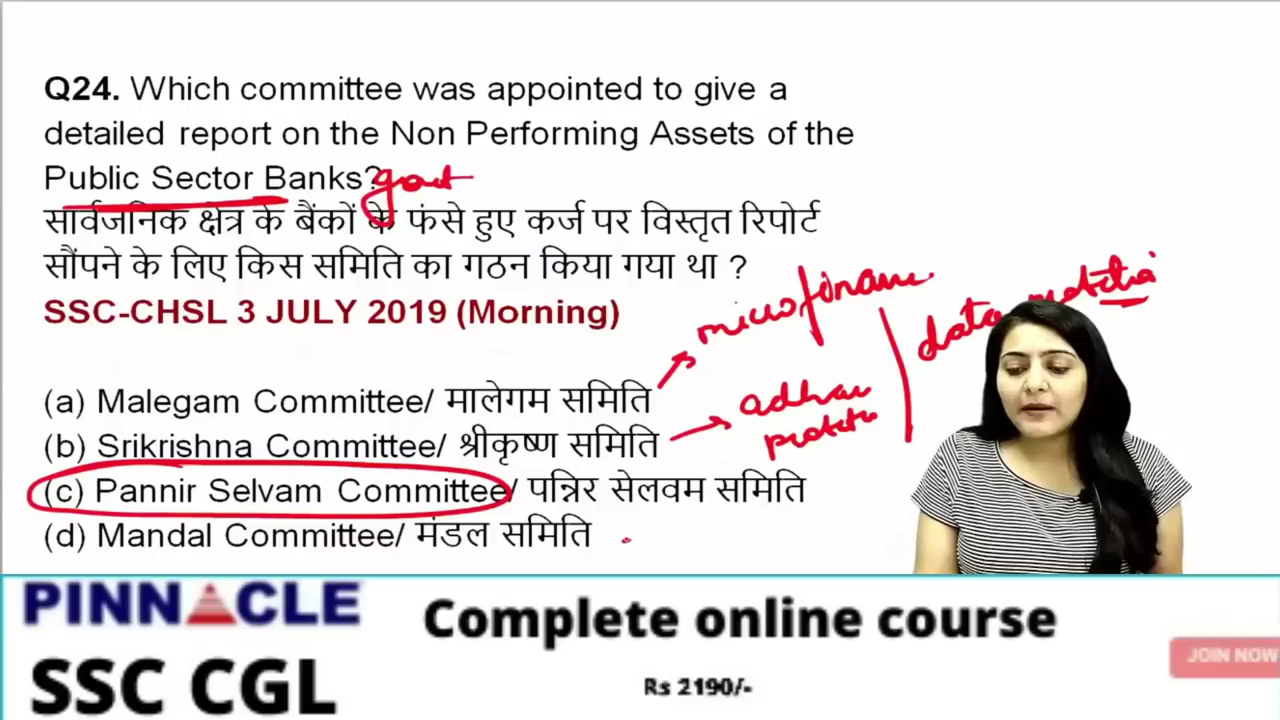 Q24. Which committee was appointed to give a
detailed report on the Non Performing Assets of the
Public Sector Banks? govt
सार्वजनिक क्षेत्र के बैंकों के फंसे हुए कर्ज पर विस्तृत रिपोर्ट
सौंपने के लिए किस समिति का गठन किया गया था ?
SSC-CHSL 3 JULY 2019 (Morning)
microfinance
data
(a) Malegam Committee/ मालेगम समिति
adhar
(b) Srikrishna Committee/ श्रीकृष्ण समिति
(c) Pannir Selvam Committee/ पन्निर सेलवम समिति
(d) Mandal Committee/ मंडल समिति
PINNACLE
SSC CGL
Complete online course
Rs 2190/-
JOIN NOW